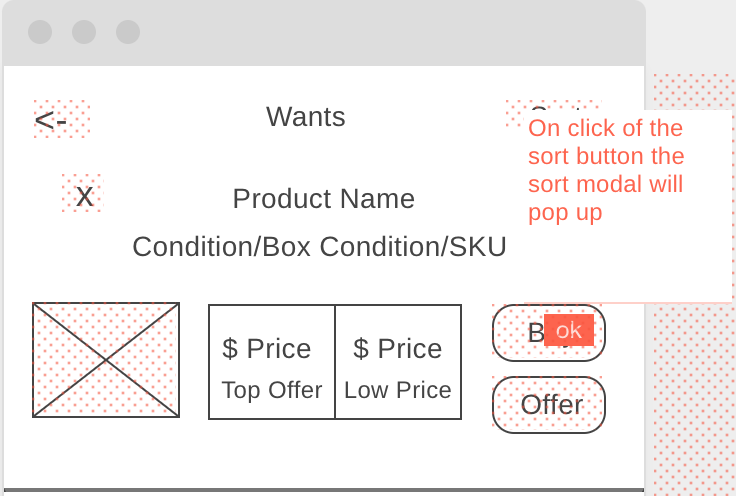 <-
Wants
On click of the
sort button the
sort modal will
pop up
x
Product Name
Condition/Box Condition/SKU
ok
$ Price
$ Price
Top Offer
Low Price
Offer